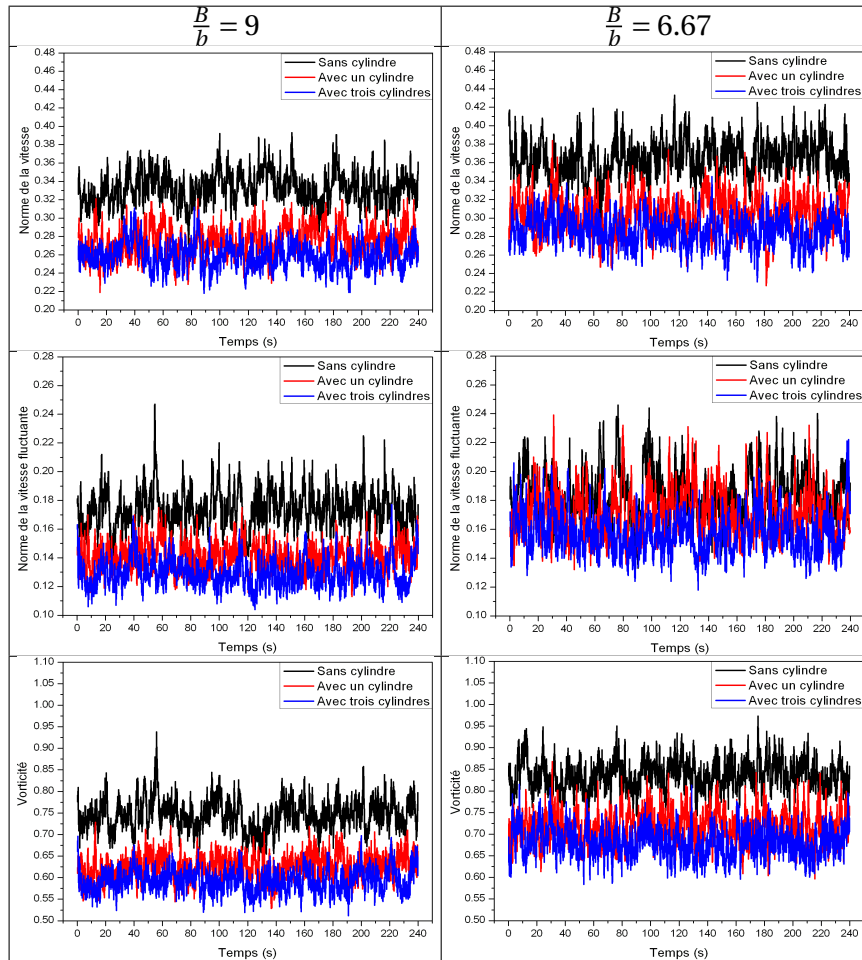 B/b = 9
B/b = 6.67
Norme de la vitesse
0.48
0.44
0.42
0.40
0.38
0.36
0.34
0.32
0.30
0.28
0.26
0.24
0.22
0.20
Sans cylindre
Avec un cylindre
Avec trois cylindres
0 20 40 60 80 100 120 140 160 180 200 220 240
Temps (s)
Norme de la vitesse
0.48
0.44
0.42
0.40
0.38
0.36
0.34
0.32
0.30
0.28
0.26
0.24
0.22
0.20
Sans cylindre
Avec un cylindre
Avec trois cylindres
0 20 40 60 80 100 120 140 160 180 200 220 240
Temps (s)
Norme de la vitesse fluctuante
0.28
0.26
0.24
0.22
0.20
0.18
0.16
0.14
0.12
0.10
Sans cylindre
Avec un cylindre
Avec trois cylindres
0 20 40 60 80 100 120 140 160 180 200 220 240
Temps (s)
Norme de la vitesse fluctuante
0.28
0.26
0.24
0.22
0.20
0.18
0.16
0.14
0.12
0.10
Sans cylindre
Avec un cylindre
Avec trois cylindres
0 20 40 60 80 100 120 140 160 180 200 220 240
Temps (s)
Vorticité
1.10
1.05
1.00
0.95
0.90
0.85
0.80
0.75
0.70
0.65
0.60
0.55
0.50
Sans cylindre
Avec un cylindre
Avec trois cylindres
0 20 40 60 80 100 120 140 160 180 200 220 240
Temps (s)
Vorticité
1.10
1.05
1.00
0.95
0.90
0.85
0.80
0.75
0.70
0.65
0.60
0.55
0.50
Sans cylindre
Avec un cylindre
Avec trois cylindres
0 20 40 60 80 100 120 140 160 180 200 220 240
Temps (s)